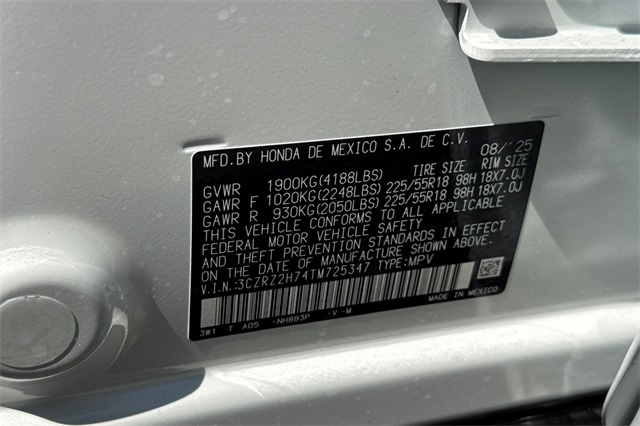 MFD.BY HONDA DE MEXICO S.A. DE C.V. 08/'25
TIRE SIZE RIM SIZE
GVWR 1900KG(4188LBS)
GAWR F 1020KG(2248LBS) 225/55R18 98H 18X7.0J
GAWR R 930KG(2050LBS) 225/55R18 98H 18X7.0J
THIS VEHICLE CONFORMS TO ALL APPLICABLE
FEDERAL MOTOR VEHICLE SAFETY
AND THEFT PREVENTION STANDARDS IN EFFECT
ON THE DATE OF MANUFACTURE SHOWN ABOVE.
V.I.N.:3CZRZ2H74TM725347 TYPE:MPV
MADE IN MEXICO
3W1 T A05 -NH883P -V -M